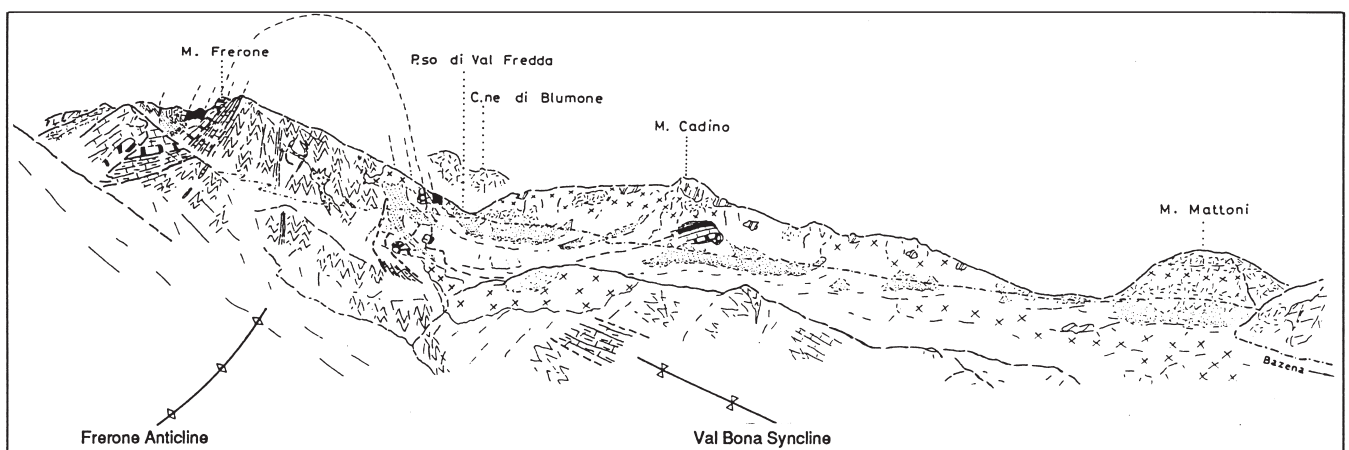 M. Frerone
P.so di Val Fredda
C.ne di Blumone
M. Cadino
M. Mattoni
Bazena
Frerone Anticline
Val Bona Syncline